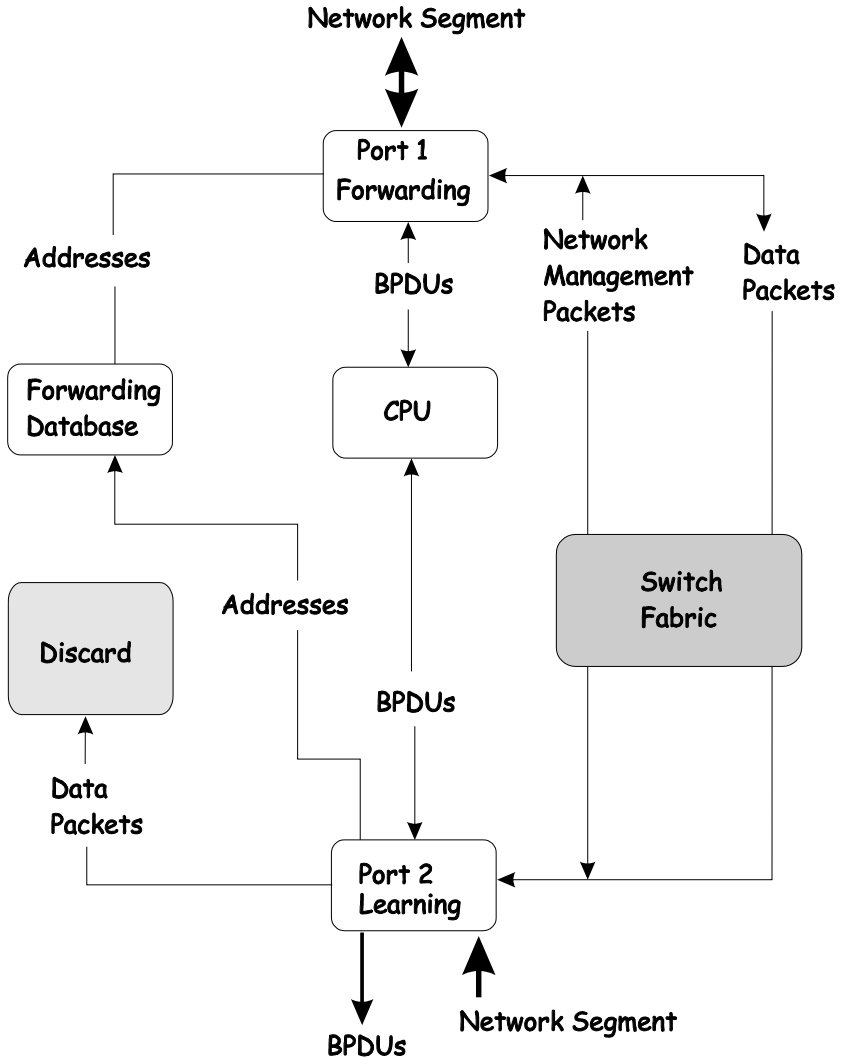 Network Segment
Port 1
Forwarding
Addresses
BPDUs
Network
Management
Packets
Data
Packets
Forwarding
Database
CPU
Switch
Fabric
Addresses
Discard
BPDUs
Data
Packets
Port 2
Learning
Network Segment
BPDUs